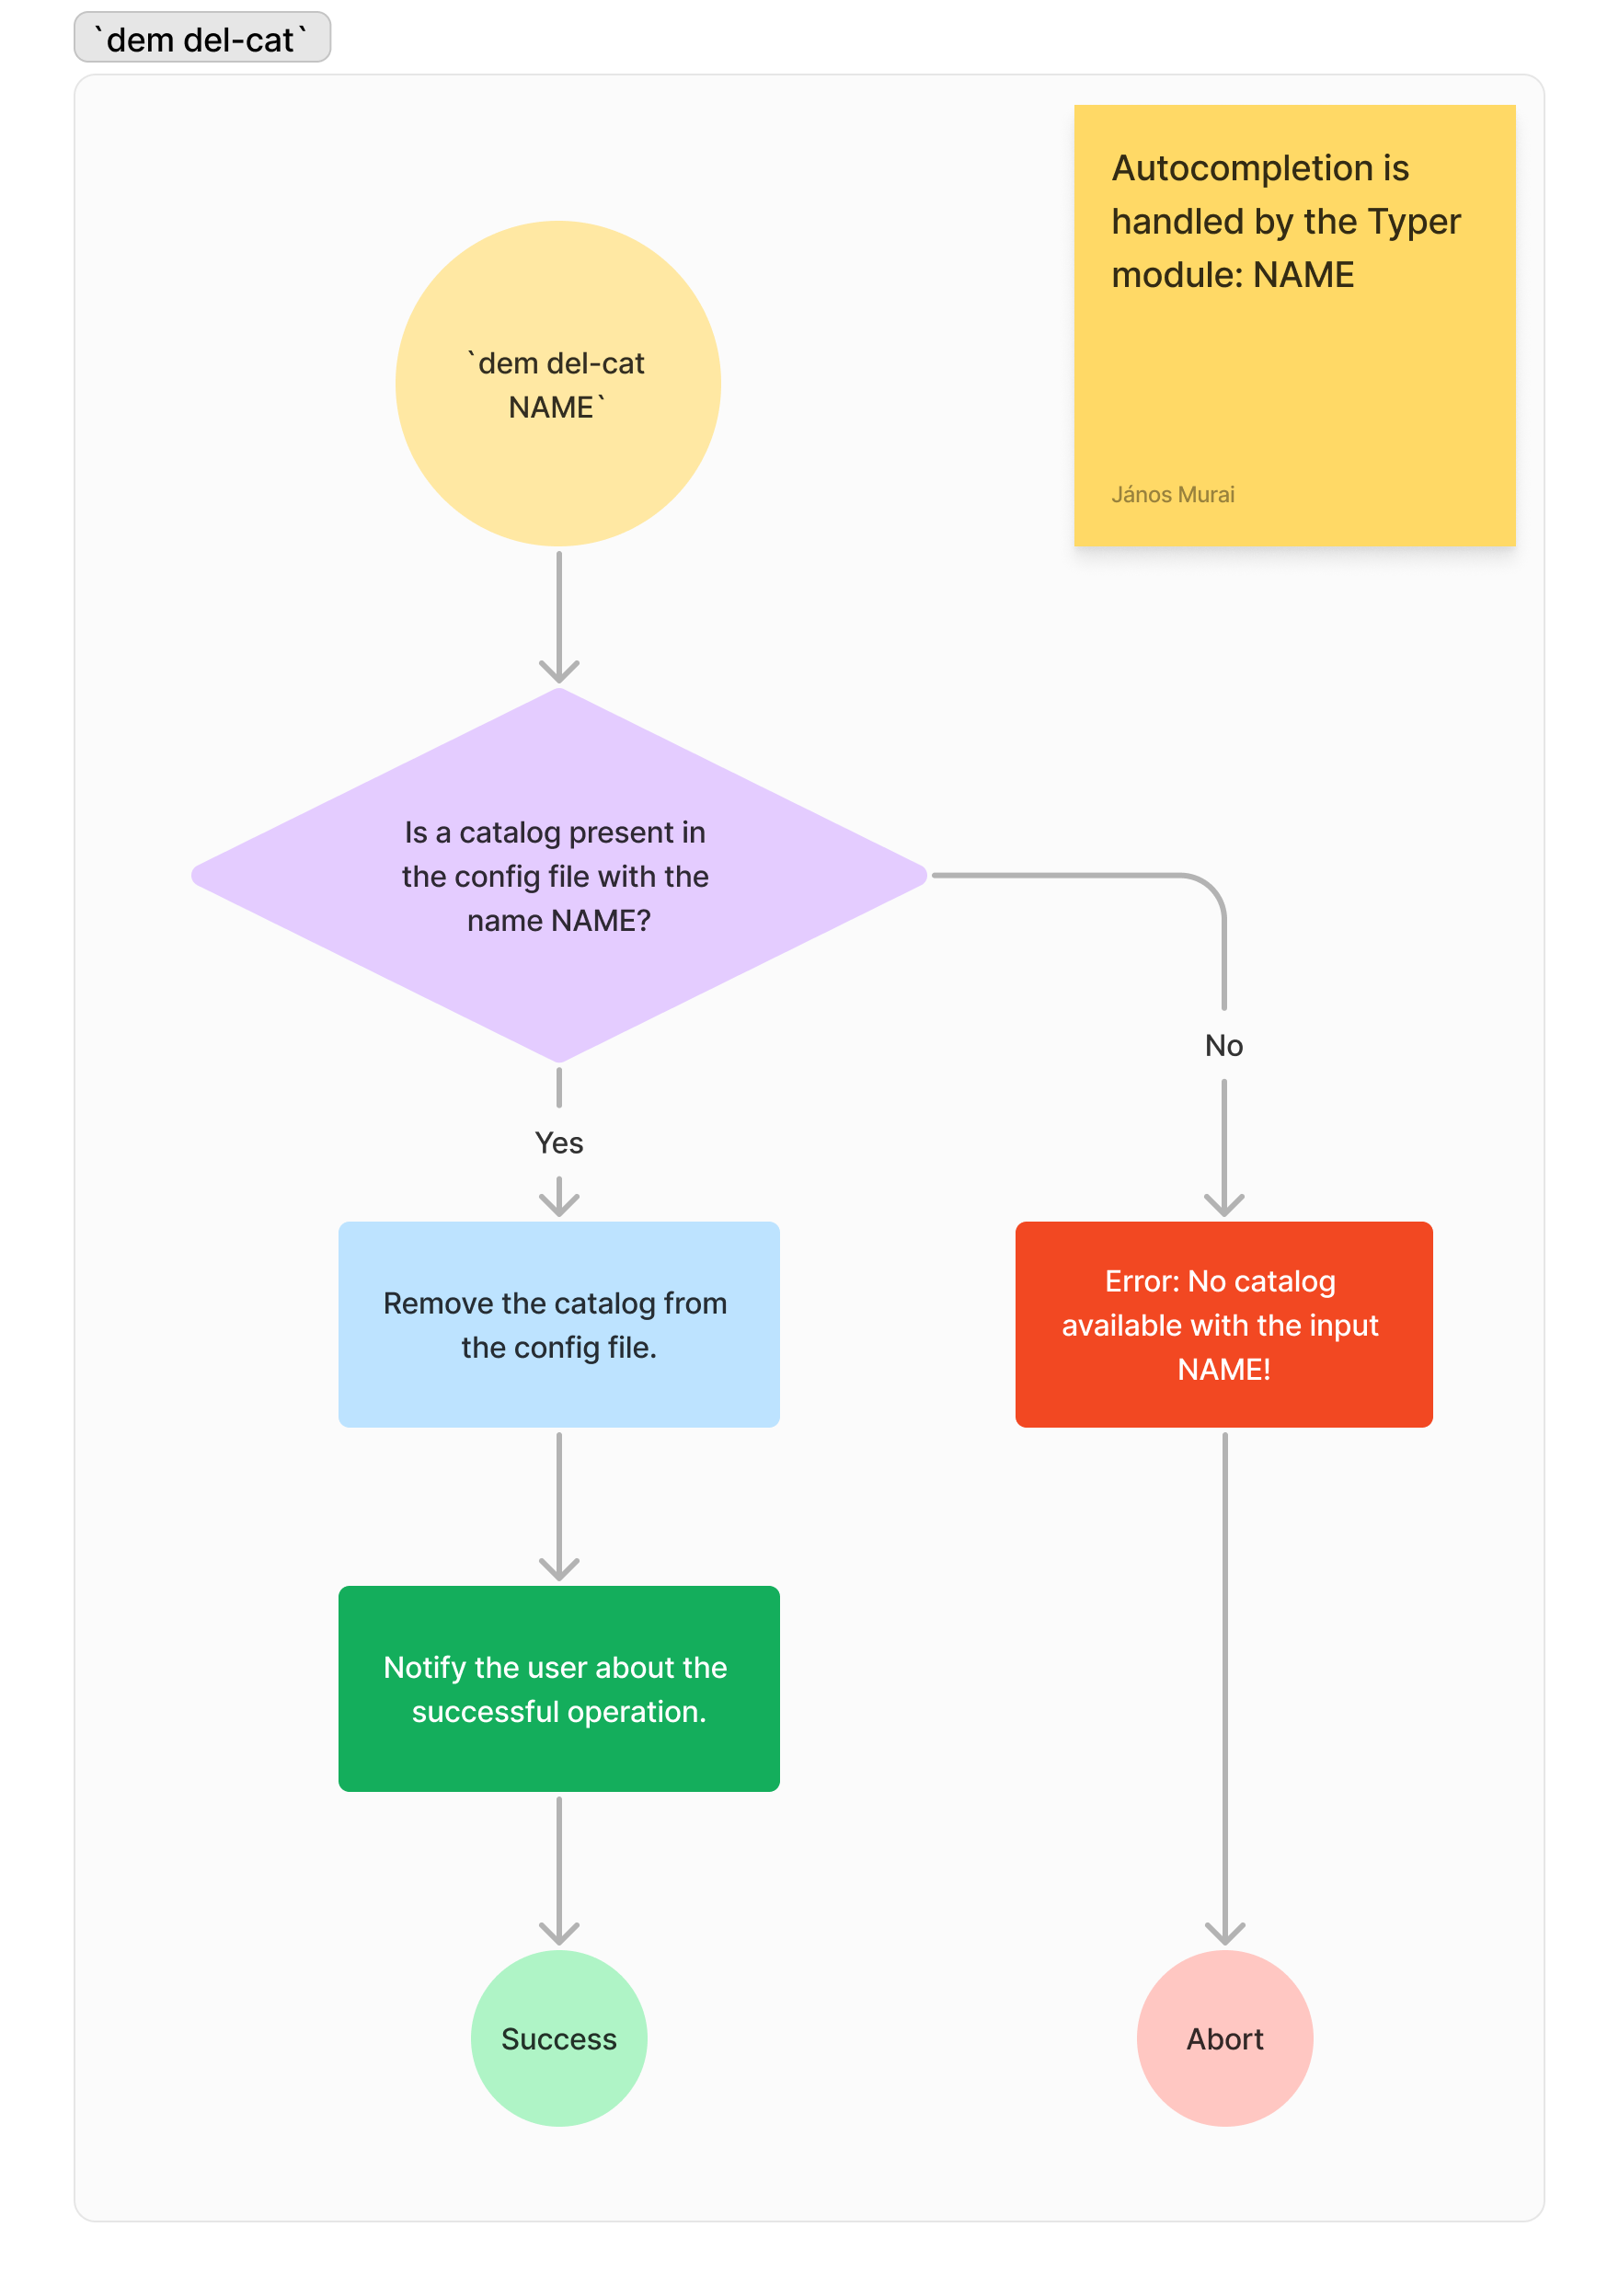 `dem del-cat`
Autocompletion is
handled by the Typer
module: NAME
János Murai
`dem del-cat
NAME`
Is a catalog present in
the config file with the
name NAME?
No
Yes
Remove the catalog from
the config file.
Error: No catalog
available with the input
NAME!
Notify the user about the
successful operation.
Success
Abort